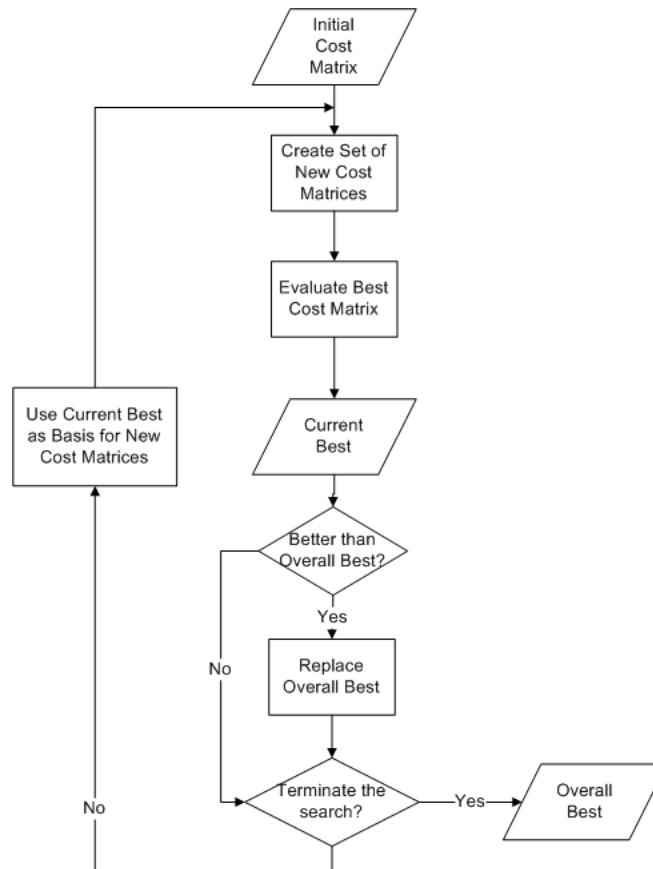 Initial
Cost
Matrix
Create Set of
New Cost
Matrices
Evaluate Best
Cost Matrix
Use Current Best
as Basis for New
Cost Matrices
Current
Best
Better than
Overall Best?
Yes
No
Replace
Overall Best
Terminate the
search?
No
Yes
Overall
Best